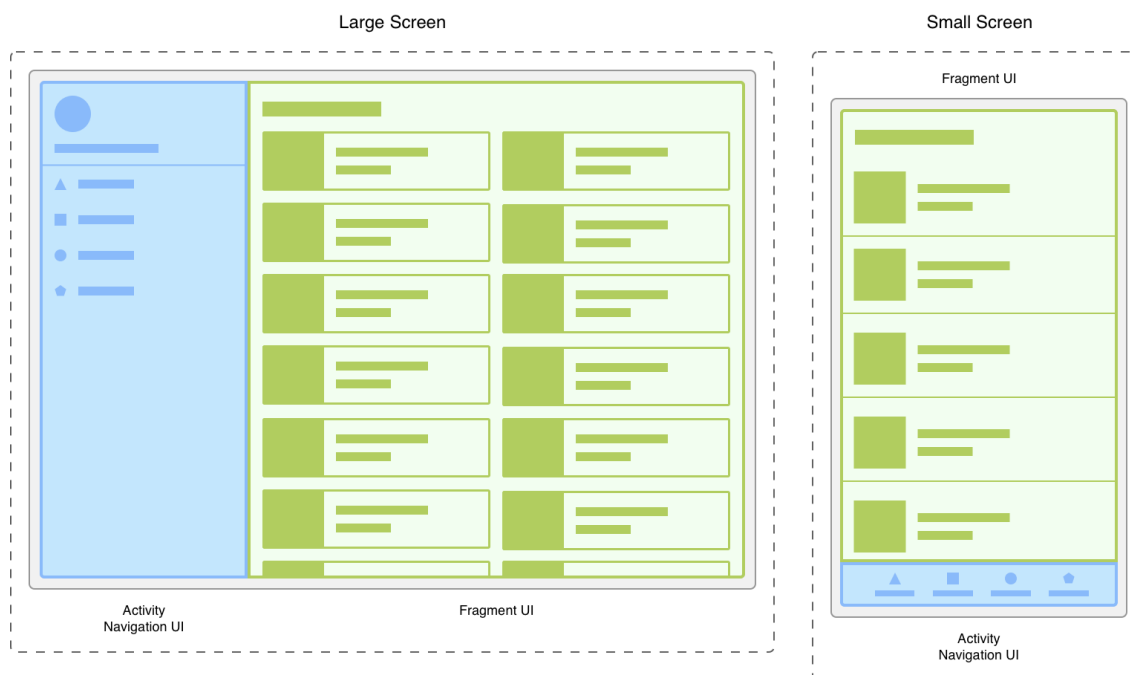 Large Screen
Activity
Navigation UI
Fragment UI
Small Screen
Fragment UI
Activity
Navigation UI